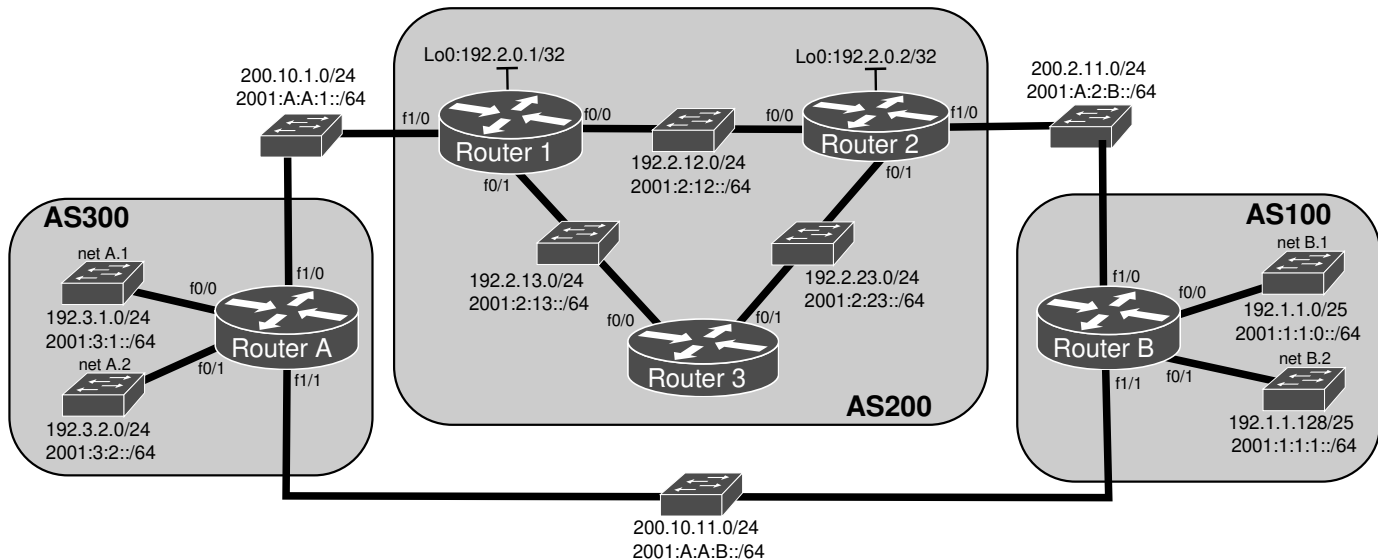 Lo0:192.2.0.1/32
Lo0:192.2.0.2/32
200.10.1.0/24
2001:A:A:1::/64
200.2.11.0/24
2001:A:2:B::/64
f1/0
f0/0
Router 1
f0/1
f0/0
f1/0
Router 2
f0/1
192.2.12.0/24
2001:2:12::/64
AS300
net A.1
f0/0
192.3.1.0/24
2001:3:1::/64
net A.2
f0/1
192.3.2.0/24
2001:3:2::/64
f1/0
Router A
f1/1
192.2.13.0/24
2001:2:13::/64
192.2.23.0/24
2001:2:23::/64
f0/0
f0/1
Router 3
AS200
AS100
net B.1
f1/0
f0/0
192.1.1.0/25
2001:1:1:0::/64
Router B
f0/1
f1/1
net B.2
192.1.1.128/25
2001:1:1:1::/64
200.10.11.0/24
2001:A:A:B::/64